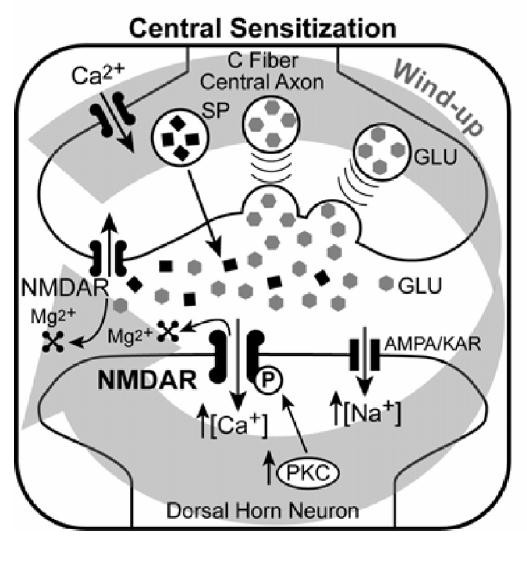 Central Sensitization
C Fiber
Central Axon
Wind-up
Ca²⁺
SP
GLU
NMDAR
GLU
Mg²⁺
Mg²⁺
AMPA/KAR
NMDAR
P
[Ca⁺]
[Na⁺]
PKC
Dorsal Horn Neuron